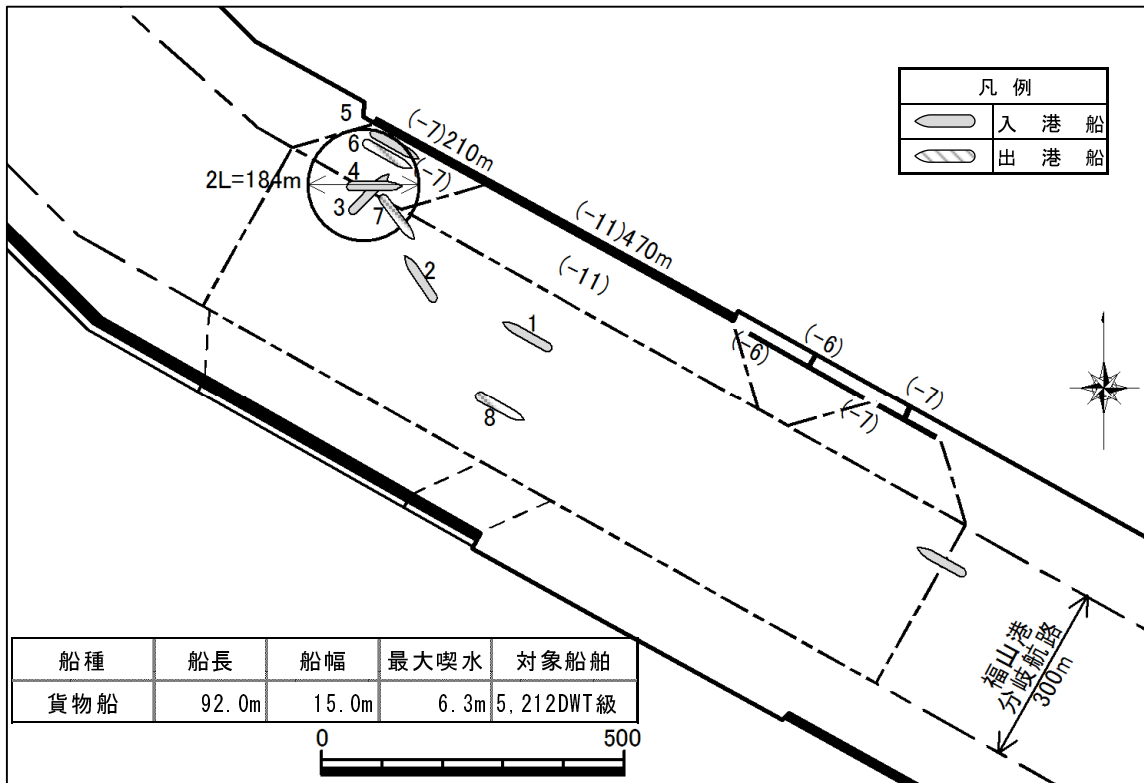 凡 例
入 港 船
出 港 船
5
(-7)210m
6
(-7)
4
2L=184m
3
7
(-11)470m
(-11)
2
1
(-6)
(-6)
(-7)
(-7)
8
福山港
分岐航路
300m
船種 船長 船幅 最大喫水 対象船舶
貨物船 92.0m 15.0m 6.3m 5,212DWT級
0 500